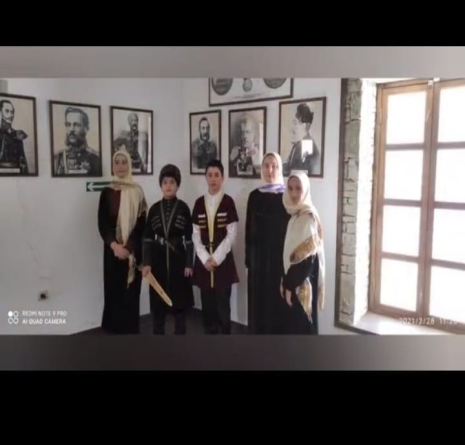 REDMI NOTE 9 PRO
AI QUAD CAMERA
2021/2/28